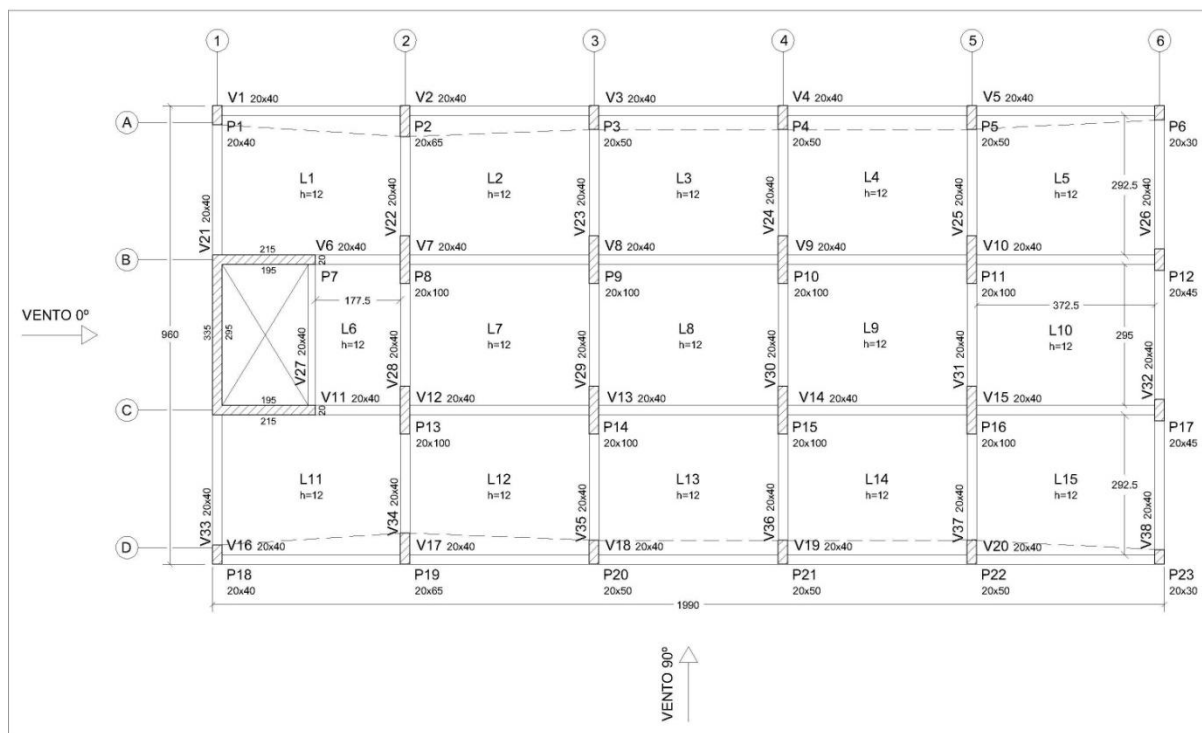 1 2 3 4 5 6
V1 20x40 V2 20x40 V3 20x40 V4 20x40 V5 20x40
A
P1 P2 P3 P4 P5 P6
20x40 20x65 20x50 20x50 20x50 20x30
L1 L2 L3 L4 L5
h=12 h=12 h=12 h=12 h=12
292.5
V21 20x40 V22 20x40 V23 20x40 V24 20x40 V25 20x40 V26 20x40
215 V6 20x40 V7 20x40 V8 20x40 V9 20x40 V10 20x40
B
195 20 P7 P8 P9 P10 P11 P12
20x100 20x100 20x100 20x100 20x45
177.5 372.5
VENTO 0º
960 335 295
L6 L7 L8 L9 L10
h=12 h=12 h=12 h=12 h=12
295
V27 20x40 V28 20x40 V29 20x40 V30 20x40 V31 20x40 V32 20x40
195 V11 20x40 V12 20x40 V13 20x40 V14 20x40 V15 20x40
C
215 20 P13 P14 P15 P16 P17
20x100 20x100 20x100 20x100 20x45
L11 L12 L13 L14 L15
h=12 h=12 h=12 h=12 h=12
292.5
V33 20x40 V34 20x40 V35 20x40 V36 20x40 V37 20x40 V38 20x40
D
V16 20x40 V17 20x40 V18 20x40 V19 20x40 V20 20x40
P18 P19 P20 P21 P22 P23
20x40 20x65 20x50 20x50 20x50 20x30
1990
VENTO 90º